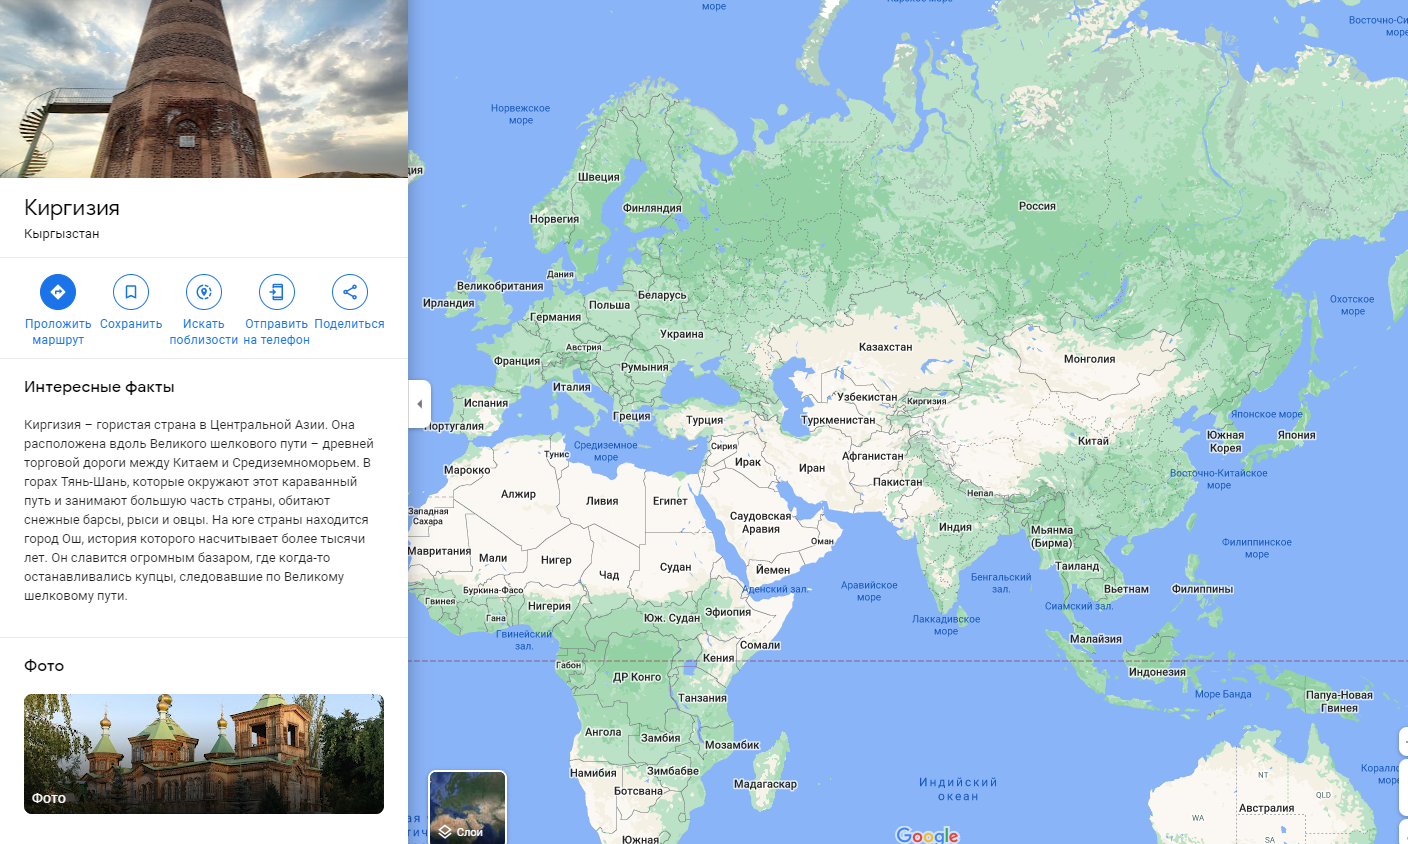 Киргизия
Кыргызстан
Проложить маршрут
Сохранить
Искать поблизости
Отправить на телефон
Поделиться
Интересные факты
Киргизия – гористая страна в Центральной Азии. Она
расположена вдоль Великого шелкового пути – древней
торговой дороги между Китаем и Средиземноморьем. В
горах Тянь-Шань, которые окружают этот караванный
путь и занимают большую часть страны, обитают
снежные барсы, рыси и овцы. На юге страны находится
город Ош, история которого насчитывает более тысячи
лет. Он славится огромным базаром, где когда-то
останавливались купцы, следовавшие по Великому
шелковому пути.
Фото
Фото
Слои
море
Норвежское
море
Швеция
Финляндия
Норвегия
Россия
Дания
Великобритания
Ирландия
Беларусь
Польша
Германия
Украина
Австрия
Франция
Румыния
Италия
Испания
Португалия
Греция
Турция
Казахстан
Монголия
Узбекистан
Киргизия
Туркменистан
Охотское
море
Японское море
Южная
Корея
Япония
Китай
Средиземное
море
Тунис
Сирия
Ирак
Иран
Афганистан
Пакистан
Непал
Восточно-Китайское
море
Марокко
Алжир
Ливия
Египет
Западная
Сахара
Саудовская
Аравия
Оман
Индия
Мьянма
(Бирма)
Филиппинское
море
Мавритания
Мали
Нигер
Чад
Судан
Йемен
Таиланд
Вьетнам
Филиппины
Буркина-Фасо
Аденский зал.
Аравийское
море
Бенгальский
зал.
Сиамский зал.
Гвинея
Гана
Нигерия
Юж. Судан
Эфиопия
Лаккадивское
море
Гвинейский
зал.
Сомали
Малайзия
Габон
Кения
ДР Конго
Индонезия
Танзания
Море Банда
Папуа-Новая
Гвинея
Ангола
Замбия
Мозамбик
Намибия
Зимбабве
Мадагаскар
Ботсвана
Индийский
океан
NT
QLD
WA
SA
Австралия
Южная
Google